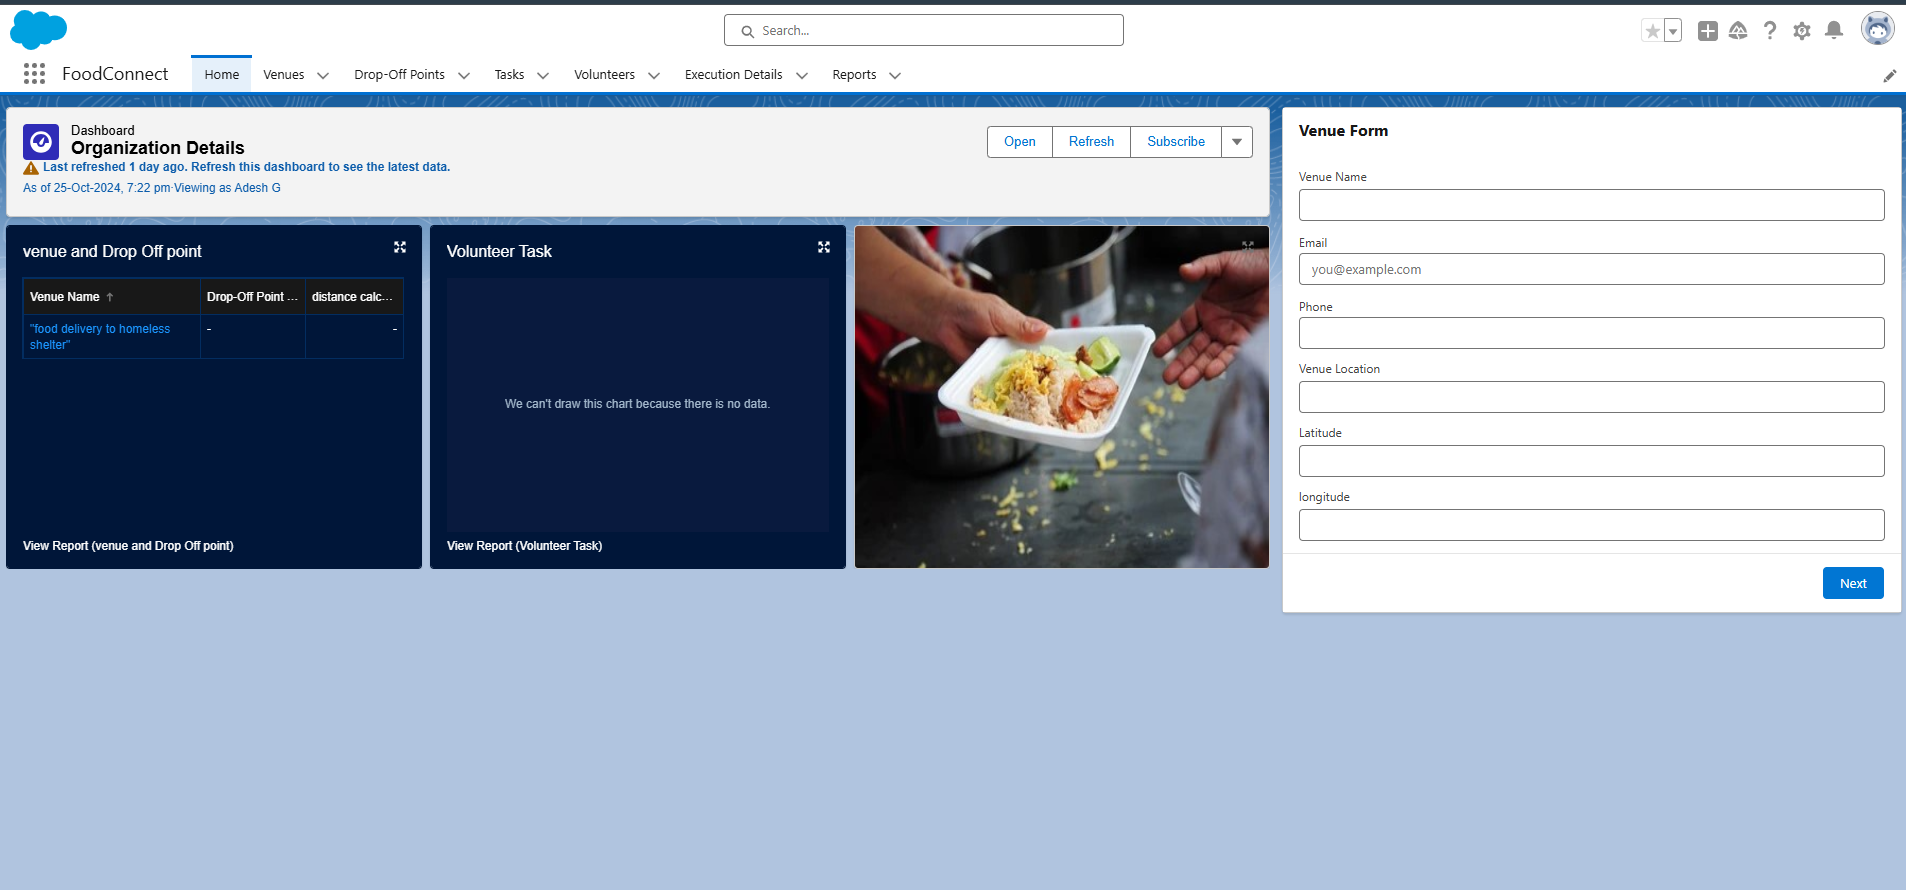 Search...
FoodConnect
Home
Venues
Drop-Off Points
Tasks
Volunteers
Execution Details
Reports
Dashboard
Organization Details
Last refreshed 1 day ago. Refresh this dashboard to see the latest data.
As of 25-Oct-2024, 7:22 pm·Viewing as Adesh G
Open
Refresh
Subscribe
venue and Drop Off point
Venue Name
Drop-Off Point ...
distance calc...
"food delivery to homeless
shelter"
-
-
View Report (venue and Drop Off point)
Volunteer Task
We can't draw this chart because there is no data.
View Report (Volunteer Task)
Venue Form
Venue Name
Email
you@example.com
Phone
Venue Location
Latitude
longitude
Next